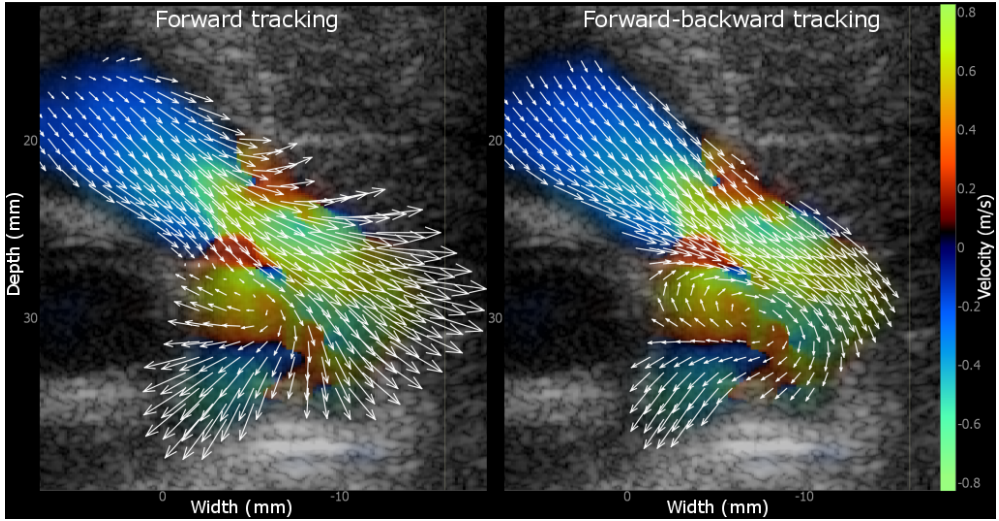 Forward tracking
Forward-backward tracking
0.8
0.6
0.4
0.2
0
-0.2
-0.4
-0.6
-0.8
Velocity (m/s)
Depth (mm)
20
30
20
30
0
-10
0
-10
Width (mm)
Width (mm)